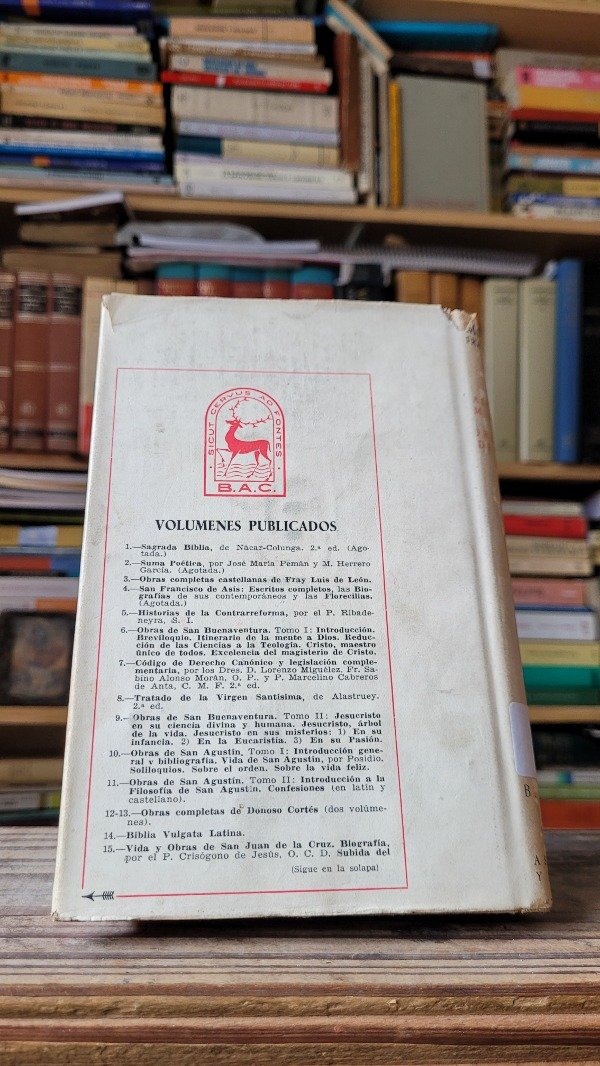 SICUT CERVUS AD FONTES
B.A.C.
VOLUMENES PUBLICADOS
1.—Sagrada Biblia, de Nácar-Colunga. 2.ª ed. (Ago-
tada.)
2.—Suma Poética, por José María Pemán y M. Herrero
García. (Agotada.)
3.—Obras completas castellanas de Fray Luis de León.
4.—San Francisco de Asís: Escritos completos, las Bio-
grafías de sus contemporáneos y las Florecillas.
(Agotada.)
5.—Historias de la Contrarreforma, por el P. Ribade-
neyra, S. I.
6.—Obras de San Buenaventura. Tomo I: Introducción.
Breviloquio. Itinerario de la mente a Dios. Reduc-
ción de las Ciencias a la Teología. Cristo, maestro
único de todos. Excelencia del magisterio de Cristo.
7.—Código de Derecho Canónico y legislación comple-
mentaria, por los Dres. D. Lorenzo Miguélez, Fr. Sa-
bino Alonso Morán, O. P., y P. Marcelino Cabreros
de Anta, C. M. F. 2.ª ed.
8.—Tratado de la Virgen Santísima, de Alastruey.
2.ª ed.
9.—Obras de San Buenaventura. Tomo II: Jesucristo
en su ciencia divina y humana. Jesucristo, árbol
de la vida. Jesucristo en sus misterios: 1) En su
infancia. 2) En la Eucaristía. 3) En su Pasión.
10.—Obras de San Agustín, Tomo I: Introducción gene-
ral y bibliografía. Vida de San Agustín, por Posidio.
Soliloquios. Sobre el orden. Sobre la vida feliz.
11.—Obras de San Agustín. Tomo II: Introducción a la
Filosofía de San Agustín. Confesiones (en latín y
castellano).
12-13.—Obras completas de Donoso Cortés (dos volúme-
nes).
14.—Biblia Vulgata Latina.
15.—Vida y Obras de San Juan de la Cruz. Biografía,
por el P. Crisógono de Jesús, O. C. D. Subida del
(Sigue en la solapa)